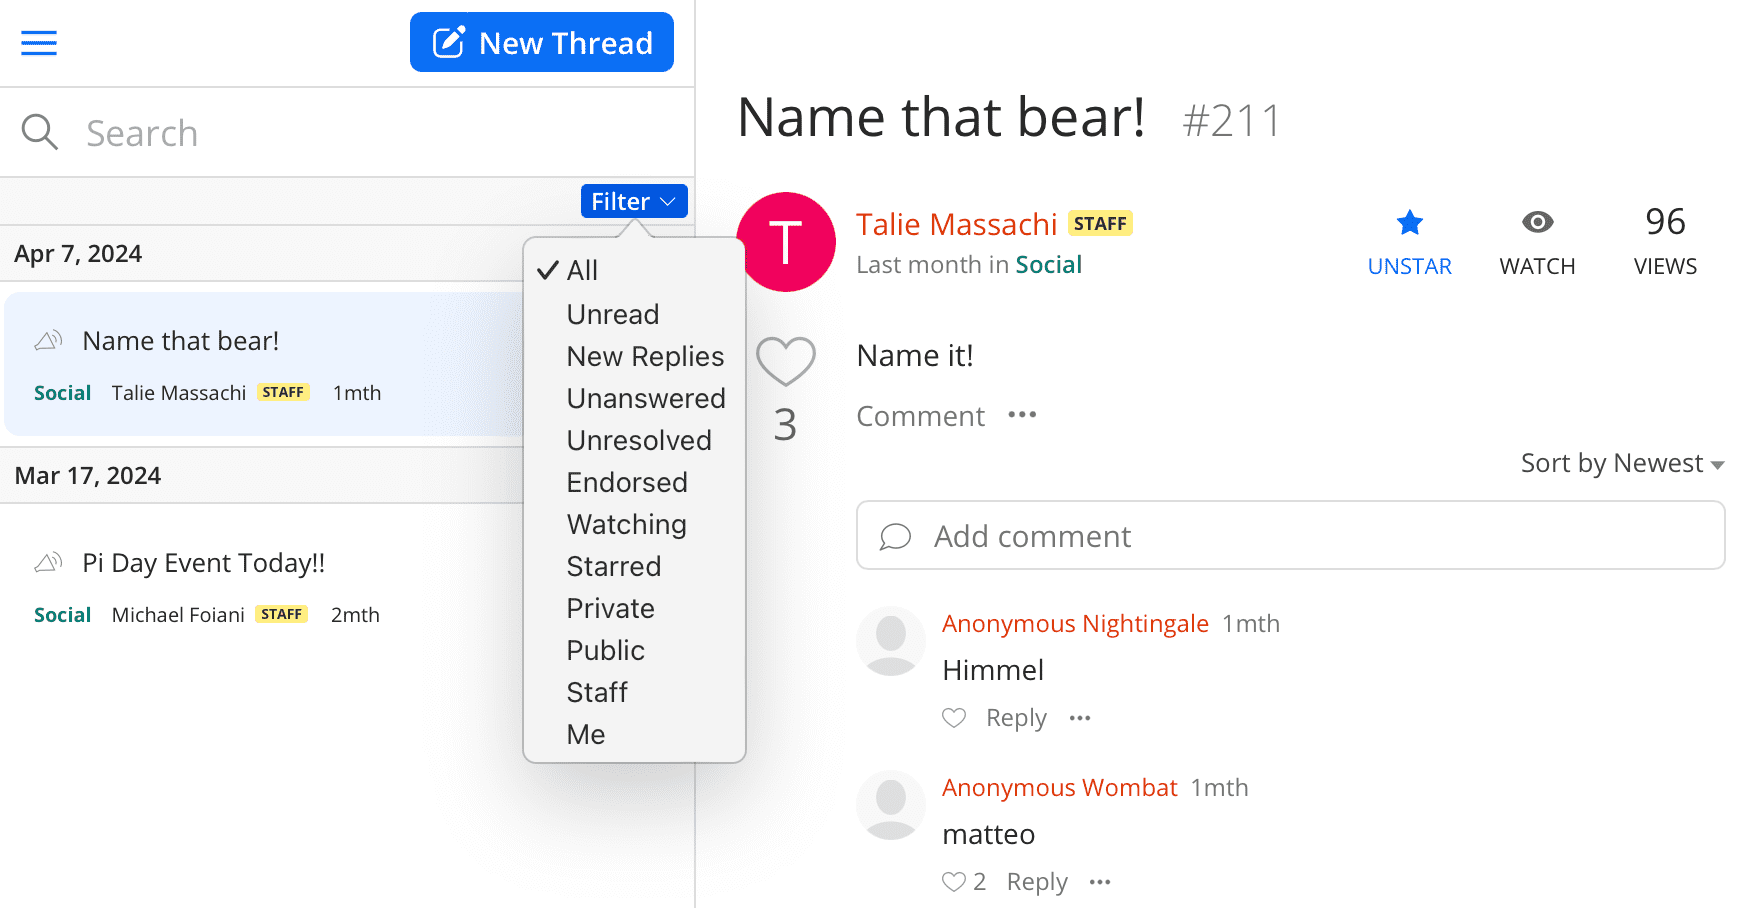 New Thread
Search
Filter
Apr 7, 2024
Name that bear!
Social Talie Massachi STAFF 1mth
Mar 17, 2024
Pi Day Event Today!!
Social Michael Foiani STAFF 2mth
All
Unread
New Replies
Unanswered
Unresolved
Endorsed
Watching
Starred
Private
Public
Staff
Me
Name that bear! #211
T
Talie Massachi STAFF
Last month in Social
UNSTAR
WATCH
96
VIEWS
3
Name it!
Comment
Sort by Newest
Add comment
Anonymous Nightingale 1mth
Himmel
Reply
Anonymous Wombat 1mth
matteo
2 Reply